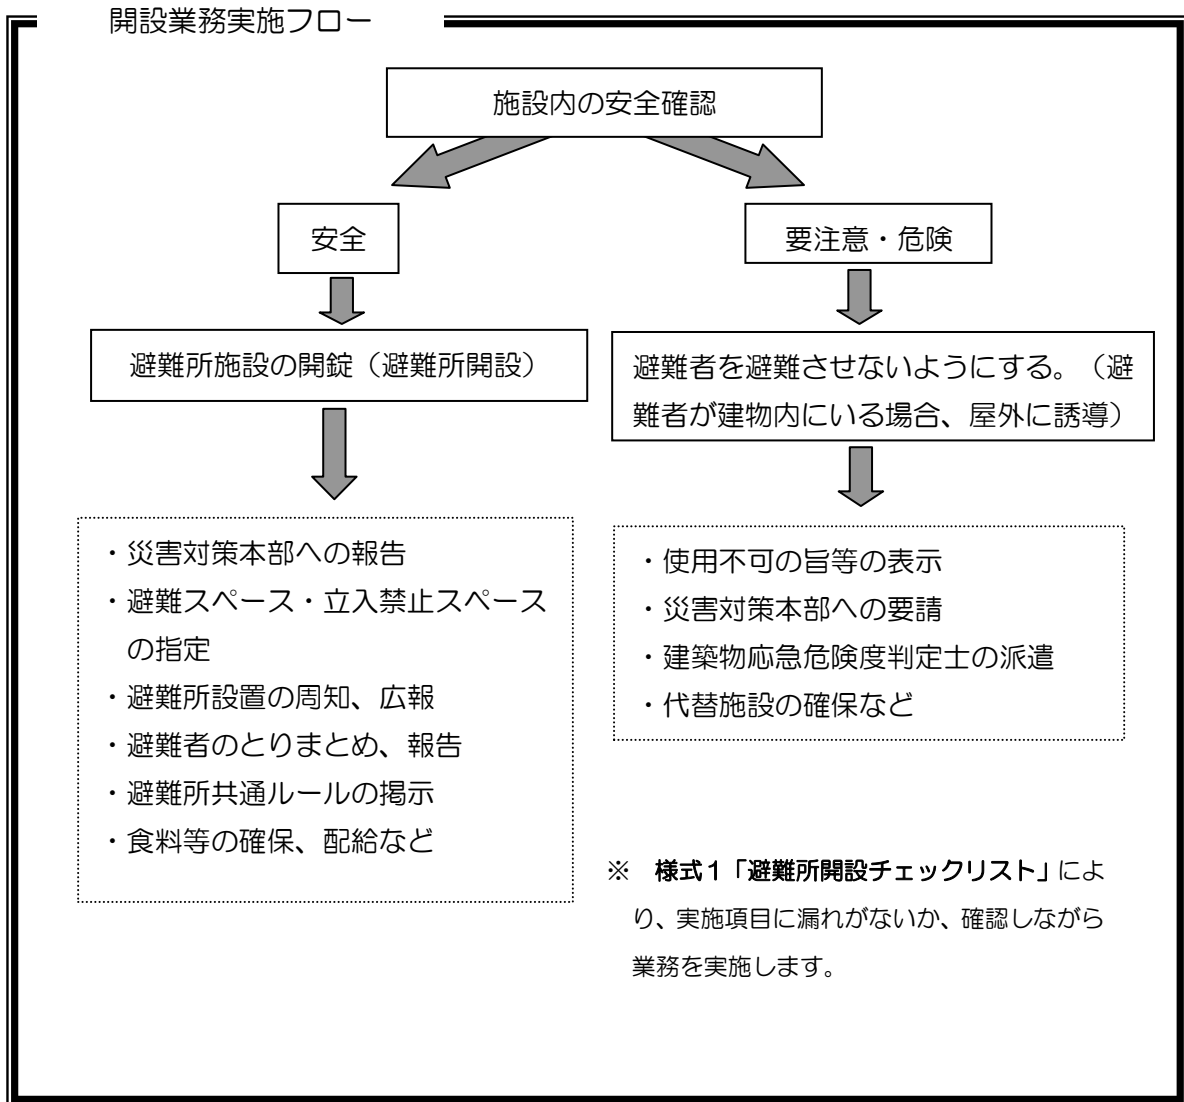 開設業務実施フロー
施設内の安全確認
安全
要注意・危険
避難所施設の開錠（避難所開設）
避難者を避難させないようにする。（避
難者が建物内にいる場合、屋外に誘導）
・災害対策本部への報告
・避難スペース・立入禁止スペース
の指定
・避難所設置の周知、広報
・避難者のとりまとめ、報告
・避難所共通ルールの掲示
・食料等の確保、配給など
・使用不可の旨等の表示
・災害対策本部への要請
・建築物応急危険度判定士の派遣
・代替施設の確保など
※　様式１「避難所開設チェックリスト」によ
り、実施項目に漏れがないか、確認しながら
業務を実施します。